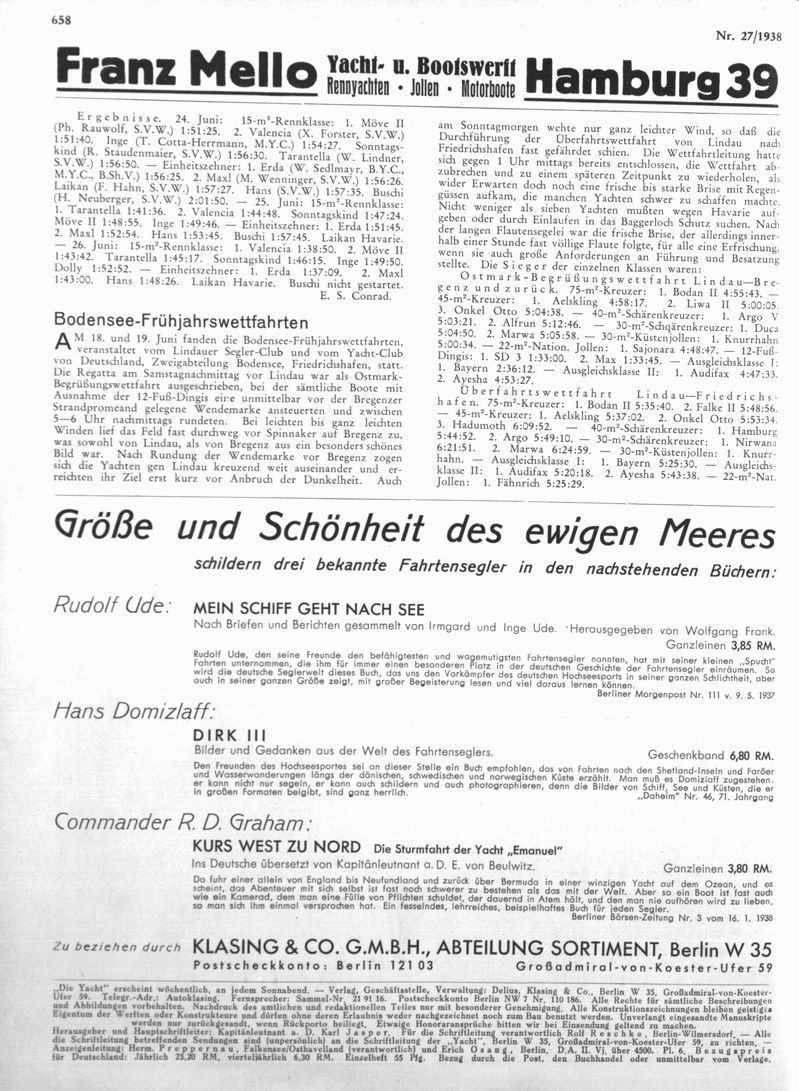 658
Nr. 27/1938
Franz Mello Yacht- u. Bootswerft Hamburg 39
Rennyachten • Jollen • Motorboote
Ergebnisse. 24. Juni: 15-m²-Rennklasse: 1. Möve II
(Ph. Rauwolf, S.V.W.) 1:51:25. 2. Valencia (X. Forster, S.V.W.)
1:51:40. Inge (T. Cotta-Herrmann, M.Y.C.) 1:54:27. Sonntags-
kind (R. Staudenmaier, S.V.W.) 1:56:30. Tarantella (W. Lindner,
S.V.W.) 1:56:50. — Einheitszehner: 1. Erda (W. Sedlmayr, B.Y.C.,
M.Y.C., B.Sh.V.) 1:56:25. 2. Maxl (M. Wenninger, S.V.W.) 1:56:26.
Laikan (F. Hahn, S.V.W.) 1:57:27. Hans (S.V.W.) 1:57:35. Buschi
(H. Neuberger, S.V.W.) 2:01:50. — 25. Juni: 15-m²-Rennklasse:
1. Tarantella 1:41:36. 2. Valencia 1:44:48. Sonntagskind 1:47:24.
Möve II 1:48:55. Inge 1:49:46. — Einheitszehner: 1. Erda 1:51:45.
2. Maxl 1:52:54. Hans 1:53:45. Buschi 1:57:45. Laikan Havarie.
— 26. Juni: 15-m²-Rennklasse: 1. Valencia 1:38:50. 2. Möve II
1:43:42. Tarantella 1:45:17. Sonntagskind 1:46:15. Inge 1:49:50.
Dolly 1:52:52. — Einheitszehner: 1. Erda 1:37:09. 2. Maxl
1:43:00. Hans 1:48:26. Laikan Havarie. Buschi nicht gestartet.
E. S. Conrad.
Bodensee-Frühjahrswettfahrten
AM 18. und 19. Juni fanden die Bodensee-Frühjahrswettfahrten,
veranstaltet vom Lindauer Segler-Club und vom Yacht-Club
von Deutschland, Zweigabteilung Bodensee, Friedrichshafen, statt.
Die Regatta am Samstagnachmittag vor Lindau war als Ostmark-
Begrüßungswettfahrt ausgeschrieben, bei der sämtliche Boote mit
Ausnahme der 12-Fuß-Dingis eine unmittelbar vor der Bregenzer
Strandpromeand gelegene Wendemarke ansteuerten und zwischen
5—6 Uhr nachmittags rundeten. Bei leichten bis ganz leichten
Winden lief das Feld fast durchweg vor Spinnaker auf Bregenz zu,
was sowohl von Lindau, als von Bregenz aus ein besonders schönes
Bild war. Nach Rundung der Wendemarke vor Bregenz zogen
sich die Yachten gen Lindau kreuzend weit auseinander und er-
reichten ihr Ziel erst kurz vor Anbruch der Dunkelheit. Auch
am Sonntagmorgen wehte nur ganz leichter Wind, so daß die
Durchführung der Überfahrtswettfahrt von Lindau nach
Friedrichshafen fast gefährdet schien. Die Wettfahrtleitung hatte
sich gegen 1 Uhr mittags bereits entschlossen, die Wettfahrt ab-
zubrechen und zu einem späteren Zeitpunkt zu wiederholen, als
wider Erwarten doch noch eine frische bis starke Brise mit Regen-
güssen aufkam, die manchen Yachten schwer zu schaffen machte.
Nicht weniger als sieben Yachten mußten wegen Havarie auf-
geben oder durch Einlaufen in das Baggerloch Schutz suchen. Nach
der langen Flautensegelei war die frische Brise, der allerdings inner-
halb einer Stunde fast völlige Flaute folgte, für alle eine Erfrischung,
wenn sie auch große Anforderungen an Führung und Besatzung
stellte. Die Sieger der einzelnen Klassen waren:
Ostmark-Begrüßungswettfahrt Lindau—Bre-
genz und zurück. 75-m²-Kreuzer: 1. Bodan II 4:55:43. —
45-m²-Kreuzer: 1. Aelskling 4:58:17. 2. Liwa II 5:00:05.
3. Onkel Otto 5:04:38. — 40-m²-Schärenkreuzer: 1. Argo V
5:03:21. 2. Alfrun 5:12:46. — 30-m²-Schqärenkreuzer: 1. Duca
5:04:50. 2. Marwa 5:05:58. — 30-m²-Küstenjollen: 1. Knurrhahn
5:00:34. — 22-m²-Nation. Jollen: 1. Sajonara 4:48:47. — 12-Fuß-
Dingis: 1. SD 3 1:33:00. 2. Max 1:33:45. — Ausgleichsklasse I:
1. Bayern 2:36:12. — Ausgleichsklasse II: 1. Audifax 4:47:33.
2. Ayesha 4:53:27.
Überfahrtswettfahrt Lindau—Friedrichs-
hafen. 75-m²-Kreuzer: 1. Bodan II 5:35:40. 2. Falke II 5:48:56.
— 45-m²-Kreuzer: 1. Aelskling 5:37:02. 2. Onkel Otto 5:53:34.
3. Hadumoth 6:09:52. — 40-m²-Schärenkreuzer: 1. Hamburg
5:44:52. 2. Argo 5:49:10. — 30-m²-Schärenkreuzer: 1. Nirwana
6:21:51. 2. Marwa 6:24:59. — 30-m²-Küstenjollen: 1. Knurr-
hahn. — Ausgleichsklasse I: 1. Bayern 5:25:30. — Ausgleichs-
klasse II: 1. Audifax 5:20:18. 2. Ayesha 5:43:38. — 22-m²-Nat.
Jollen: 1. Fähnrich 5:25:29.
Größe und Schönheit des ewigen Meeres
schildern drei bekannte Fahrtensegler in den nachstehenden Büchern:
Rudolf Ude: MEIN SCHIFF GEHT NACH SEE
Nach Briefen und Berichten gesammelt von Irmgard und Inge Ude. Herausgegeben von Wolfgang Frank.
Ganzleinen 3,85 RM.
Rudolf Ude, den seine Freunde den befähigtesten und wagemutigsten Fahrtensegler nannten, hat mit seiner kleinen „Spucht“
Fahrten unternommen, die ihm für immer einen besonderen Platz in der deutschen Geschichte der Fahrtensegler einräumen. So
wird die deutsche Seglerwelt dieses Buch, das uns den Vorkämpfer des deutschen Hochseesports in seiner ganzen Schlichtheit, aber
auch in seiner ganzen Größe zeigt, mit großer Begeisterung lesen und viel daraus lernen können.
Berliner Morgenpost Nr. 111 v. 9. 5. 1937
Hans Domizlaff:
DIRK III
Bilder und Gedanken aus der Welt des Fahrtenseglers. Geschenkband 6,80 RM.
Den Freunden des Hochseesportes sei an dieser Stelle ein Buch empfohlen, das von Fahrten nach den Shetland-Inseln und Faröer
und Wasserwanderungen längs der dänischen, schwedischen und norwegischen Küste erzählt. Man muß es Domizlaff zugestehen,
er kann nicht nur segeln, er kann auch schildern und auch photographieren, denn die Bilder von Schiff, See und Küsten, die er
in großen Formaten beigibt, sind ganz herrlich.
„Daheim“ Nr. 46, 71. Jahrgang
Commander R. D. Graham:
KURS WEST ZU NORD Die Sturmfahrt der Yacht „Emanuel“
Ins Deutsche übersetzt von Kapitänleutnant a. D. E. von Beulwitz. Ganzleinen 3,80 RM.
Da fuhr einer allein von England bis Neufundland und zurück über Bermuda in einer winzigen Yacht auf dem Ozean, und es
scheint, das Abenteuer mit sich selbst ist fast noch schwerer zu bestehen als das mit der Welt. Aber so ein Boot ist fast auch
wie ein Kamerad, dem man eine Fülle von Pflichten schuldet, der dauernd in Atem hält, und den man nie aufhören wird zu lieben,
so man sich ihm einmal versprochen hat. Ein fesselndes, lehrreiches, beispielhaftes Buch für jeden Segler.
Berliner Börsen-Zeitung Nr. 3 vom 16. 1. 1938
Zu beziehen durch KLASING & CO. G.M.B.H., ABTEILUNG SORTIMENT, Berlin W 35
Postscheckkonto: Berlin 121 03 Großadmiral-von-Koester-Ufer 59
„Die Yacht“ erscheint wöchentlich, an jedem Sonnabend. — Verlag, Geschäftsstelle, Verwaltung: Delius, Klasing & Co., Berlin W 35, Großadmiral-von-Koester-
Ufer 59. Telegr.-Adr.: Autoklasing. Fernsprecher: Sammel-Nr. 21 91 16. Postscheckkonto Berlin NW 7 Nr. 110 186. Alle Rechte für sämtliche Beschreibungen
und Abbildungen vorbehalten. Nachdruck des amtlichen und redaktionellen Teiles nur mit besonderer Genehmigung. Alle Konstruktionszeichnungen bleiben geistiges
Eigentum der Werften oder Konstrukteure und dürfen ohne deren Erlaubnis weder nachgezeichnet noch zum Bau benutzt werden. Unverlangt eingesandte Manuskripte
werden nur zurückgesandt, wenn Rückporto beiliegt. Etwaige Honoraransprüche bitten wir bei Einsendung geltend zu machen.
Herausgeber und Hauptschriftleiter: Kapitänleutnant a. D. Karl Jasper. Für die Schriftleitung verantwortlich Rolf Reschke, Berlin-Wilmersdorf, — Alle
die Schriftleitung betreffenden Sendungen sind (unpersönlich) an die Schriftleitung der „Yacht“, Berlin W 35, Großadmiral-von-Koester-Ufer 59, zu richten, —
Anzeigenleitung: Herm. Preppernau, Falkensee/Osthavelland (verantwortlich) und Erich Osang, Berlin, D.A. II. Vj. über 4500. Pl. 6. Bezugspreis
für Deutschland: Jährlich 25,20 RM, vierteljährlich 6,30 RM. Einzelheft 55 Pfg. Bezug durch die Post, den Buchhandel oder unmittelbar vom Verlage.